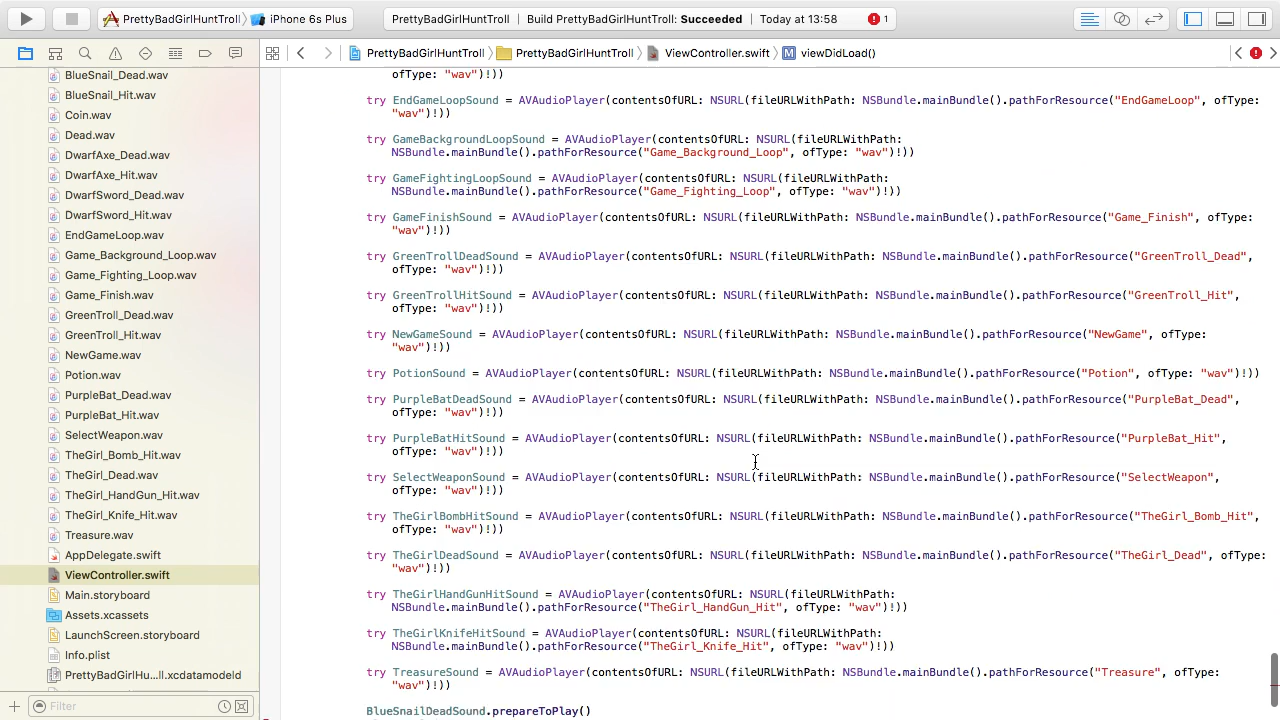 PrettyBadGirlHuntTroll iPhone 6s Plus PrettyBadGirlHuntTroll Build PrettyBadGirlHuntTroll: Succeeded Today at 13:58 1
PrettyBadGirlHuntTroll PrettyBadGirlHuntTroll ViewController.swift M viewDidLoad()
BlueSnail_Dead.wav
BlueSnail_Hit.wav
Coin.wav
Dead.wav
DwarfAxe_Dead.wav
DwarfAxe_Hit.wav
DwarfSword_Dead.wav
DwarfSword_Hit.wav
EndGameLoop.wav
Game_Background_Loop.wav
Game_Fighting_Loop.wav
Game_Finish.wav
GreenTroll_Dead.wav
GreenTroll_Hit.wav
NewGame.wav
Potion.wav
PurpleBat_Dead.wav
PurpleBat_Hit.wav
SelectWeapon.wav
TheGirl_Bomb_Hit.wav
TheGirl_Dead.wav
TheGirl_HandGun_Hit.wav
TheGirl_Knife_Hit.wav
Treasure.wav
AppDelegate.swift
ViewController.swift
Main.storyboard
Assets.xcassets
LaunchScreen.storyboard
Info.plist
PrettyBadGirlHu...ll.xcdatamodeld
Filter
ofType: "wav")!))
try EndGameLoopSound = AVAudioPlayer(contentsOfURL: NSURL(fileURLWithPath: NSBundle.mainBundle().pathForResource("EndGameLoop", ofType:
"wav")!))
try GameBackgroundLoopSound = AVAudioPlayer(contentsOfURL: NSURL(fileURLWithPath:
NSBundle.mainBundle().pathForResource("Game_Background_Loop", ofType: "wav")!))
try GameFightingLoopSound = AVAudioPlayer(contentsOfURL: NSURL(fileURLWithPath:
NSBundle.mainBundle().pathForResource("Game_Fighting_Loop", ofType: "wav")!))
try GameFinishSound = AVAudioPlayer(contentsOfURL: NSURL(fileURLWithPath: NSBundle.mainBundle().pathForResource("Game_Finish", ofType:
"wav")!))
try GreenTrollDeadSound = AVAudioPlayer(contentsOfURL: NSURL(fileURLWithPath: NSBundle.mainBundle().pathForResource("GreenTroll_Dead",
ofType: "wav")!))
try GreenTrollHitSound = AVAudioPlayer(contentsOfURL: NSURL(fileURLWithPath: NSBundle.mainBundle().pathForResource("GreenTroll_Hit",
ofType: "wav")!))
try NewGameSound = AVAudioPlayer(contentsOfURL: NSURL(fileURLWithPath: NSBundle.mainBundle().pathForResource("NewGame", ofType:
"wav")!))
try PotionSound = AVAudioPlayer(contentsOfURL: NSURL(fileURLWithPath: NSBundle.mainBundle().pathForResource("Potion", ofType: "wav")!))
try PurpleBatDeadSound = AVAudioPlayer(contentsOfURL: NSURL(fileURLWithPath: NSBundle.mainBundle().pathForResource("PurpleBat_Dead",
ofType: "wav")!))
try PurpleBatHitSound = AVAudioPlayer(contentsOfURL: NSURL(fileURLWithPath: NSBundle.mainBundle().pathForResource("PurpleBat_Hit",
ofType: "wav")!))
try SelectWeaponSound = AVAudioPlayer(contentsOfURL: NSURL(fileURLWithPath: NSBundle.mainBundle().pathForResource("SelectWeapon",
ofType: "wav")!))
try TheGirlBombHitSound = AVAudioPlayer(contentsOfURL: NSURL(fileURLWithPath: NSBundle.mainBundle().pathForResource("TheGirl_Bomb_Hit",
ofType: "wav")!))
try TheGirlDeadSound = AVAudioPlayer(contentsOfURL: NSURL(fileURLWithPath: NSBundle.mainBundle().pathForResource("TheGirl_Dead", ofType:
"wav")!))
try TheGirlHandGunHitSound = AVAudioPlayer(contentsOfURL: NSURL(fileURLWithPath:
NSBundle.mainBundle().pathForResource("TheGirl_HandGun_Hit", ofType: "wav")!))
try TheGirlKnifeHitSound = AVAudioPlayer(contentsOfURL: NSURL(fileURLWithPath:
NSBundle.mainBundle().pathForResource("TheGirl_Knife_Hit", ofType: "wav")!))
try TreasureSound = AVAudioPlayer(contentsOfURL: NSURL(fileURLWithPath: NSBundle.mainBundle().pathForResource("Treasure", ofType:
"wav")!))
BlueSnailDeadSound.prepareToPlay()